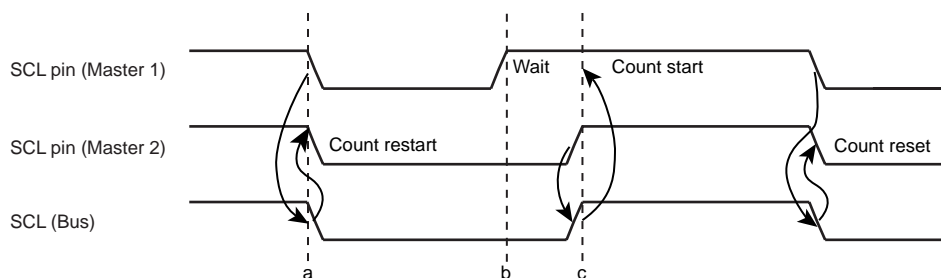 SCL pin (Master 1)
Wait
Count start
SCL pin (Master 2)
Count restart
Count reset
SCL (Bus)
a
b
c